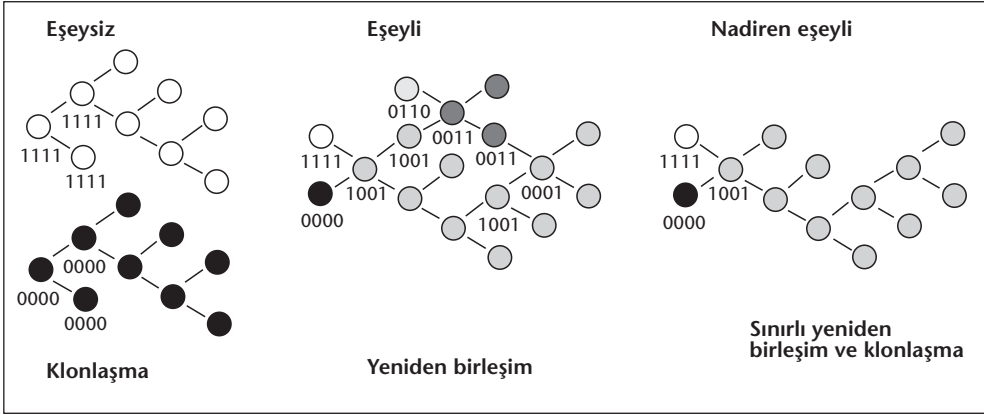 Eşeysiz
1111
1111
1111
0000
0000
0000
Klonlaşma
Eşeyli
0110
0011
1111
1001
0011
1001
0001
0000
1001
Yeniden birleşim
Nadiren eşeyli
1111
1001
0000
Sınırlı yeniden
birleşim ve klonlaşma